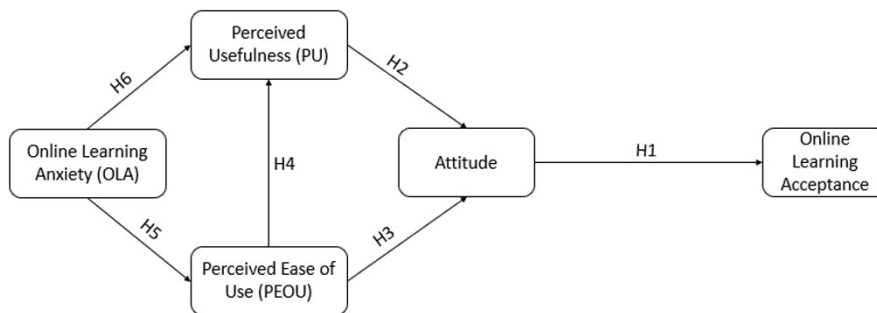 Perceived
Usefulness (PU)
H6
H2
Online Learning
Anxiety (OLA)
H4
Attitude
H1
Online
Learning
Acceptance
H5
H3
Perceived Ease of
Use (PEOU)